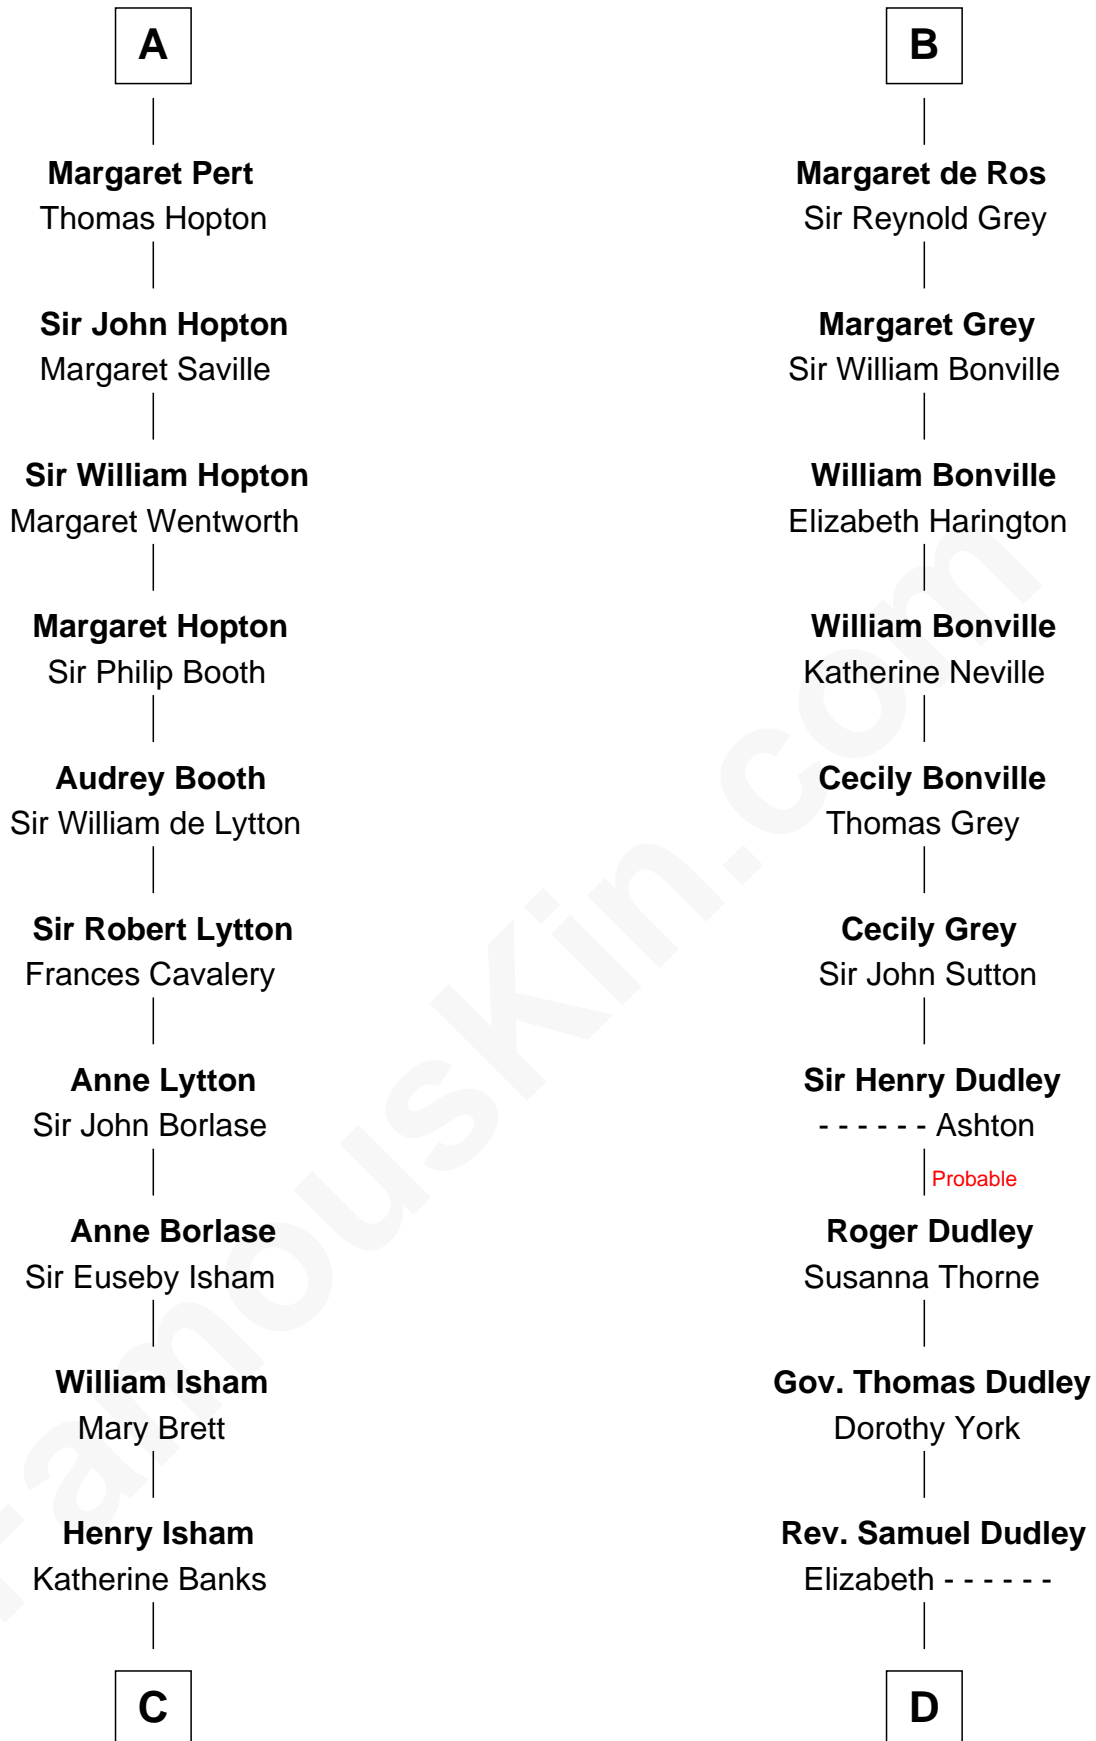 A
Margaret Pert
Thomas Hopton
Sir John Hopton
Margaret Saville
Sir William Hopton
Margaret Wentworth
Margaret Hopton
Sir Philip Booth
Audrey Booth
Sir William de Lytton
Sir Robert Lytton
Frances Cavalery
Anne Lytton
Sir John Borlase
Anne Borlase
Sir Euseby Isham
William Isham
Mary Brett
Henry Isham
Katherine Banks
C
B
Margaret de Ros
Sir Reynold Grey
Margaret Grey
Sir William Bonville
William Bonville
Elizabeth Harington
William Bonville
Katherine Neville
Cecily Bonville
Thomas Grey
Cecily Grey
Sir John Sutton
Sir Henry Dudley
- - - - - - Ashton
Probable
Roger Dudley
Susanna Thorne
Gov. Thomas Dudley
Dorothy York
Rev. Samuel Dudley
Elizabeth - - - - - -
D
FamousKin.com